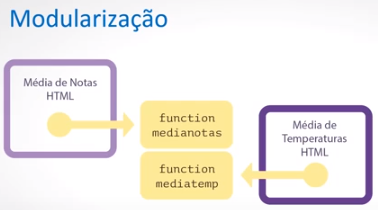 Modularização
Média de Notas
HTML
function
medianotas
function
mediatemp
Média de
Temperaturas
HTML